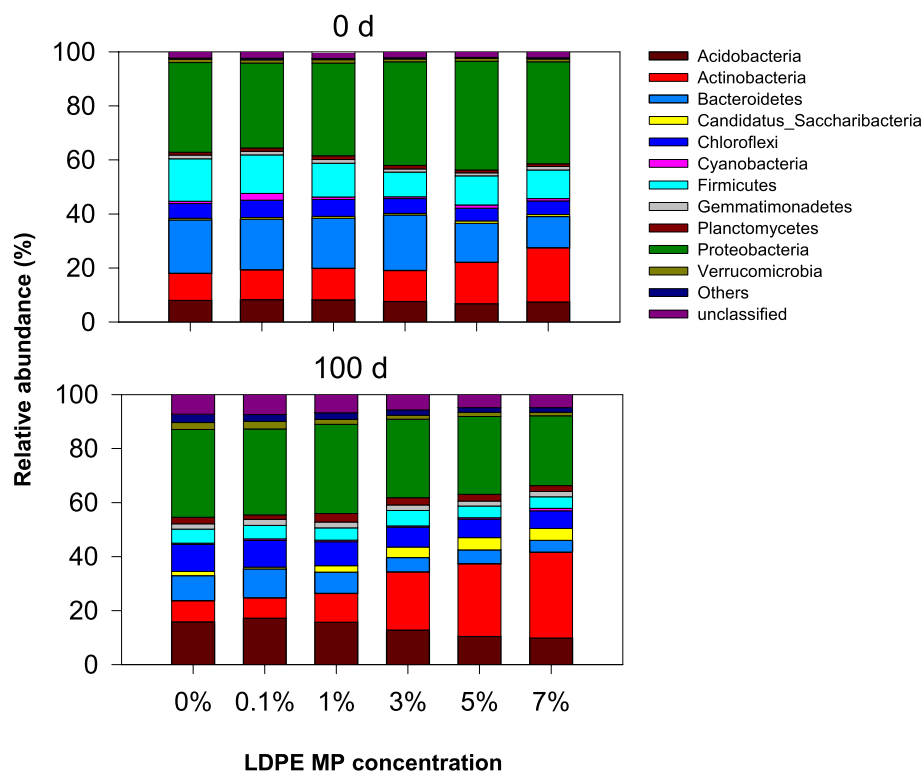 0 d
100
80
60
40
20
0
Acidobacteria
Actinobacteria
Bacteroidetes
Candidatus_Saccharibacteria
Chloroflexi
Cyanobacteria
Firmicutes
Gemmatimonadetes
Planctomycetes
Proteobacteria
Verrucomicrobia
Others
unclassified
Relative abundance (%)
100 d
100
80
60
40
20
0
0% 0.1% 1% 3% 5% 7%
LDPE MP concentration